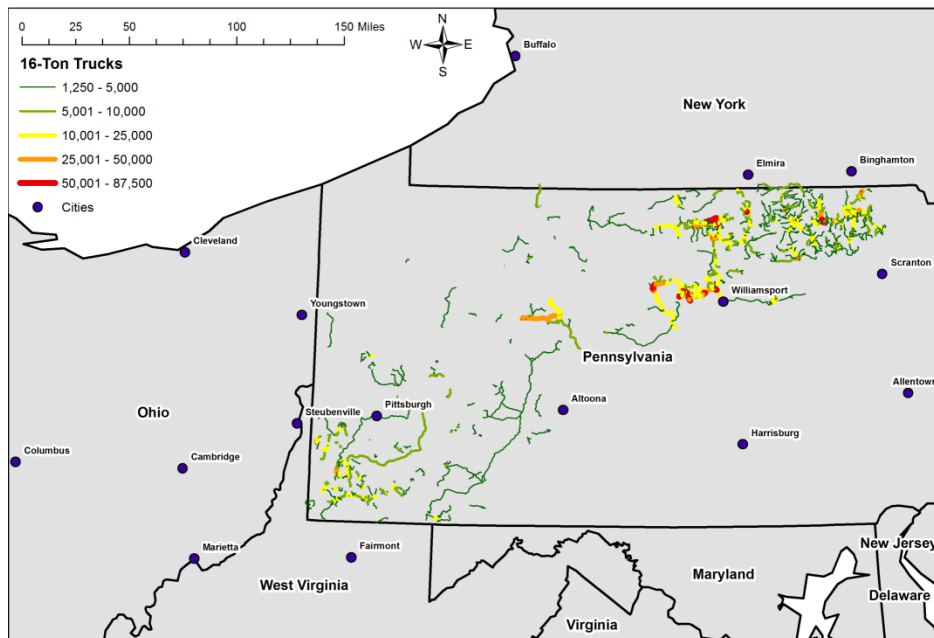 0 25 50 100 150 Miles
N
W E
S
16-Ton Trucks
1,250 - 5,000
5,001 - 10,000
10,001 - 25,000
25,001 - 50,000
50,001 - 87,500
Cities
Buffalo
New York
Elmira
Binghamton
Cleveland
Scranton
Youngstown
Williamsport
Pennsylvania
Allentown
Altoona
Ohio
Pittsburgh
Steubenville
Harrisburg
Columbus
Cambridge
New Jersey
Marietta
Fairmont
Maryland
West Virginia
Delaware
Virginia